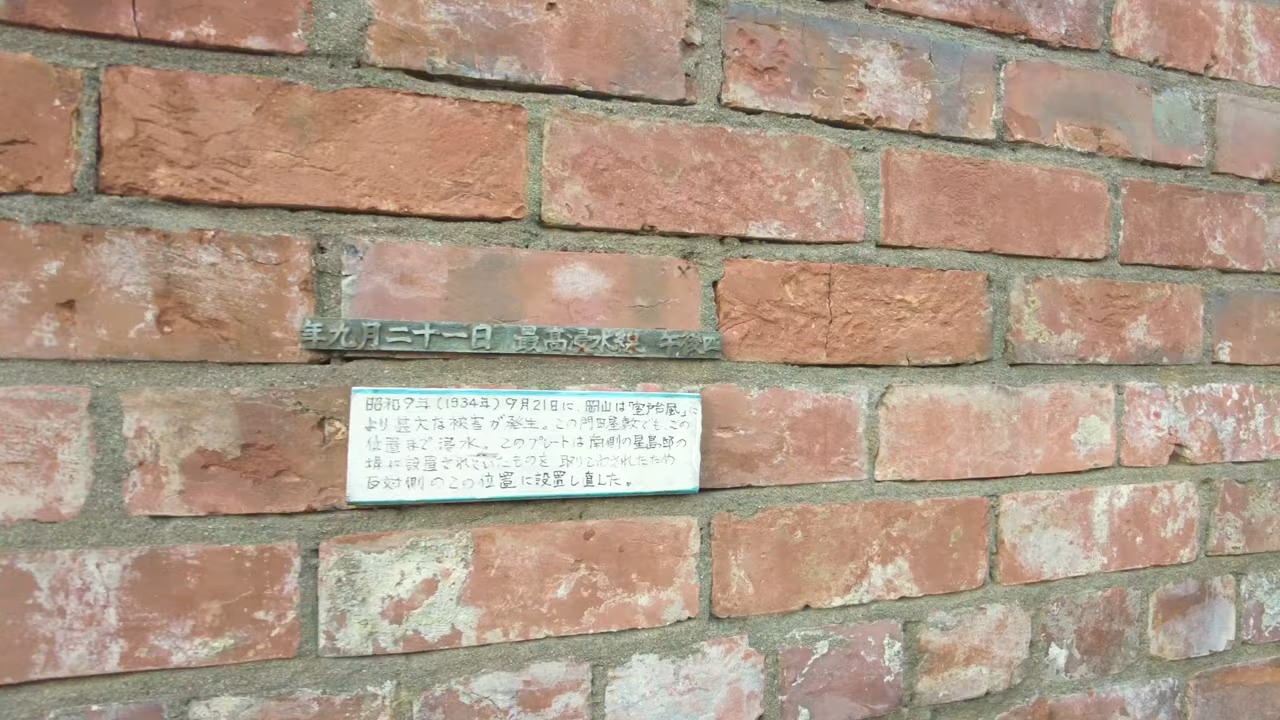 年九月二十一日 最高浸水線 午後四
昭和9年(1934年)9月21日に、岡山は「室戸台風」に
より甚大な被害が発生。この門田屋敷でも、この
位置まで浸水。このプレートは南側の星島邸の
塀に設置されていたものを、取りこわされたため
反対側のこの位置に設置し直した。